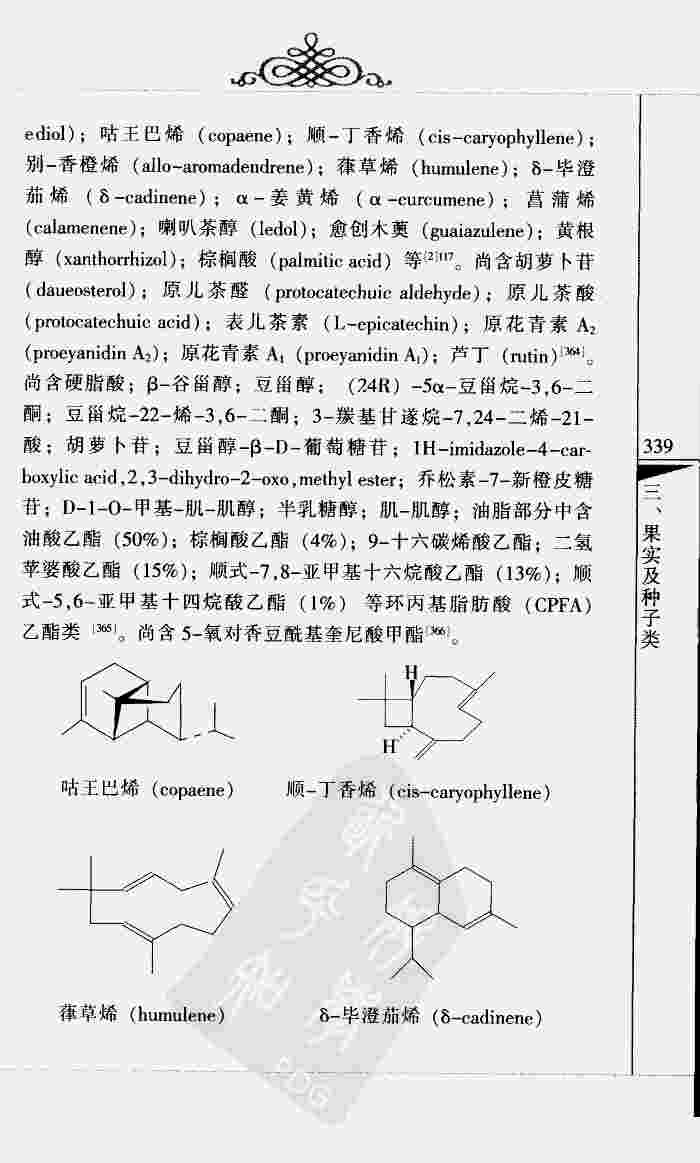 ediol)；咕王巴烯 (copaene)；顺-丁香烯 (cis-caryophyllene)；
别-香橙烯 (allo-aromadendrene)；葎草烯 (humulene)；δ-毕澄
茄烯 (δ-cadinene)；α-姜黄烯 (α-curcumene)；菖蒲烯
(calamenene)；喇叭茶醇 (ledol)；愈创木薁 (guaiazulene)；黄根
醇 (xanthorrhizol)；棕榈酸 (palmitic acid) 等[2]117。尚含胡萝卜苷
(daueosterol)；原儿茶醛 (protocatechuic aldehyde)；原儿茶酸
(protocatechuic acid)；表儿茶素 (L-epicatechin)；原花青素 A₂
(proeyanidin A₂)；原花青素 A₁ (proeyanidin A₁)；芦丁 (rutin)[364]。
尚含硬脂酸；β-谷甾醇；豆甾醇；(24R) -5α-豆甾烷-3,6-二
酮；豆甾烷-22-烯-3,6-二酮；3-羰基甘遂烷-7,24-二烯-21-
酸；胡萝卜苷；豆甾醇-β-D-葡萄糖苷；1H-imidazole-4-car-
boxylic acid,2,3-dihydro-2-oxo,methyl ester；乔松素-7-新橙皮糖
苷；D-1-O-甲基-肌-肌醇；半乳糖醇；肌-肌醇；油脂部分中含
油酸乙酯 (50%)；棕榈酸乙酯 (4%)；9-十六碳烯酸乙酯；二氢
苹婆酸乙酯 (15%)；顺式-7,8-亚甲基十六烷酸乙酯 (13%)；顺
式-5,6-亚甲基十四烷酸乙酯 (1%) 等环丙基脂肪酸 (CPFA)
乙酯类 [365]。尚含 5-氧对香豆酰基奎尼酸甲酯[366]。
H
H
咕王巴烯 (copaene)
顺-丁香烯 (cis-caryophyllene)
葎草烯 (humulene)
δ-毕澄茄烯 (δ-cadinene)
339
三、果实及种子类
PDG